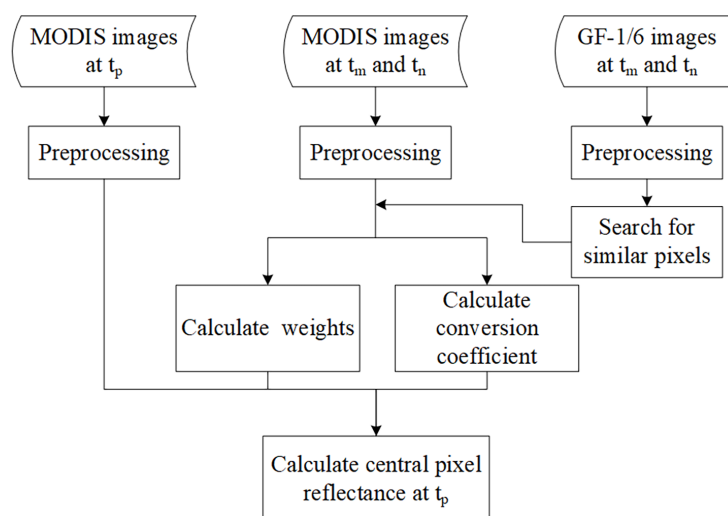 MODIS images
at tₚ
MODIS images
at tₘ and tₙ
GF-1/6 images
at tₘ and tₙ
Preprocessing
Preprocessing
Preprocessing
Search for
similar pixels
Calculate weights
Calculate
conversion
coefficient
Calculate central pixel
reflectance at tₚ